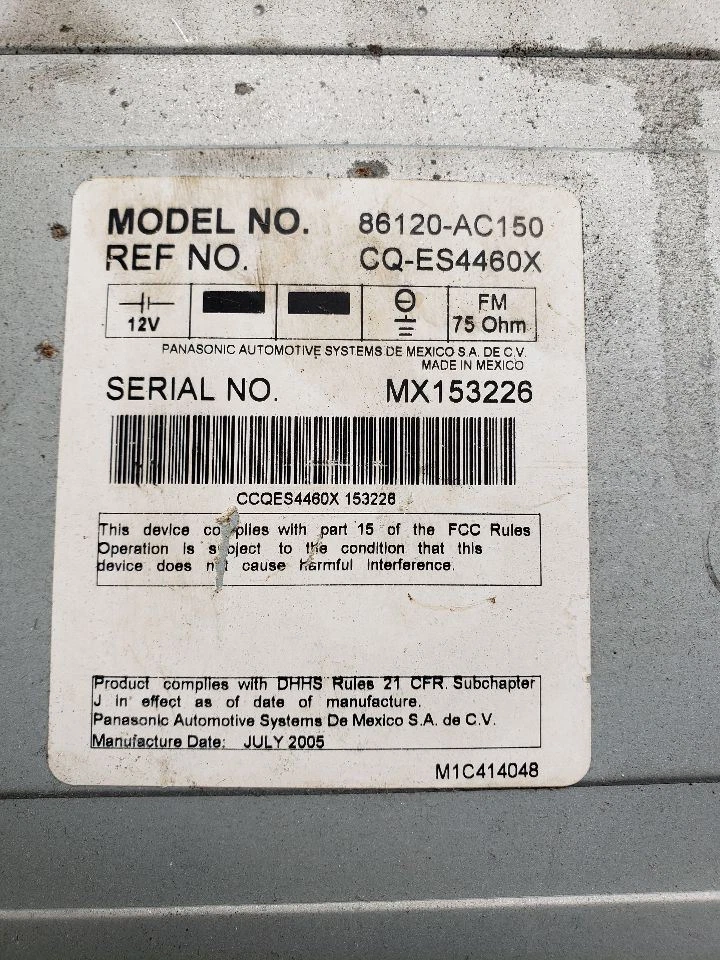 MODEL NO. 86120-AC150
REF NO. CQ-ES4460X
12V
FM
75 Ohm
PANASONIC AUTOMOTIVE SYSTEMS DE MEXICO S.A. DE C.V.
MADE IN MEXICO
SERIAL NO. MX153226
CCQES4460X 153226
This device complies with part 15 of the FCC Rules
Operation is subject to the condition that this
device does not cause harmful interference.
Product complies with DHHS Rules 21 CFR. Subchapter
J in effect as of date of manufacture.
Panasonic Automotive Systems De Mexico S.A. de C.V.
Manufacture Date: JULY 2005
M1C414048